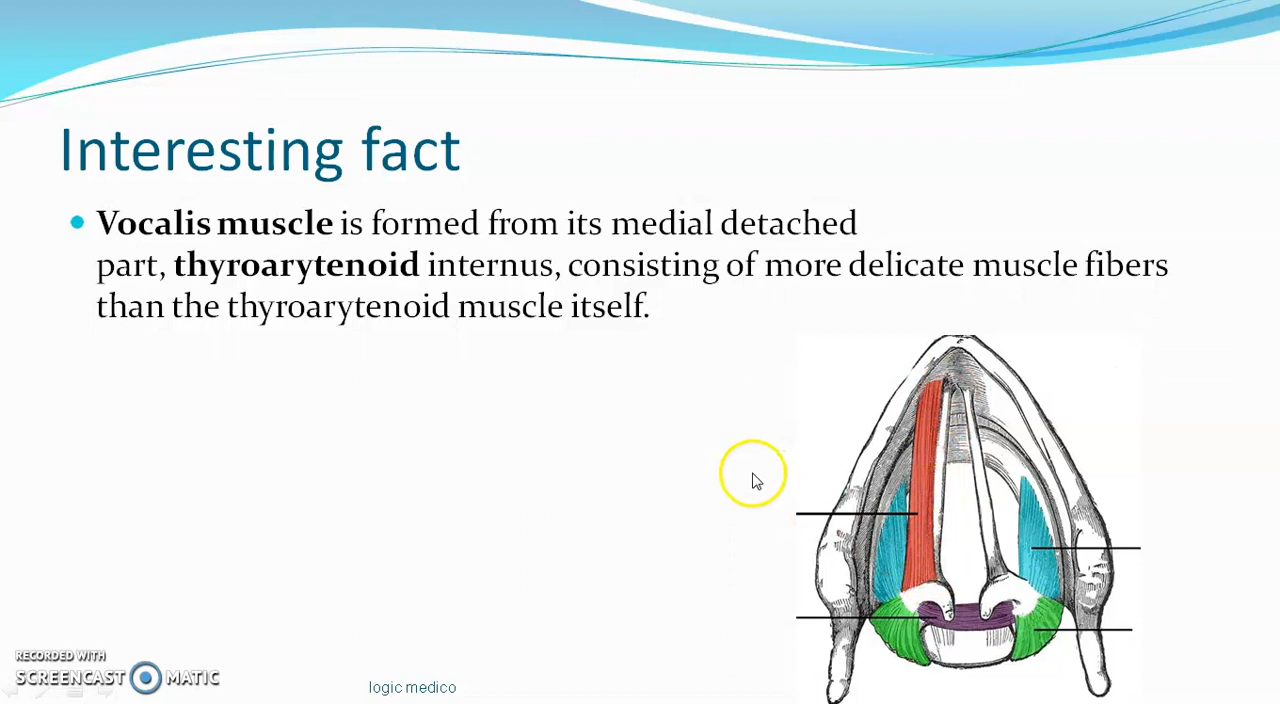 Interesting fact
Vocalis muscle is formed from its medial detached
part, thyroarytenoid internus, consisting of more delicate muscle fibers
than the thyroarytenoid muscle itself.
RECORDED WITH
SCREENCAST MATIC
logic medico